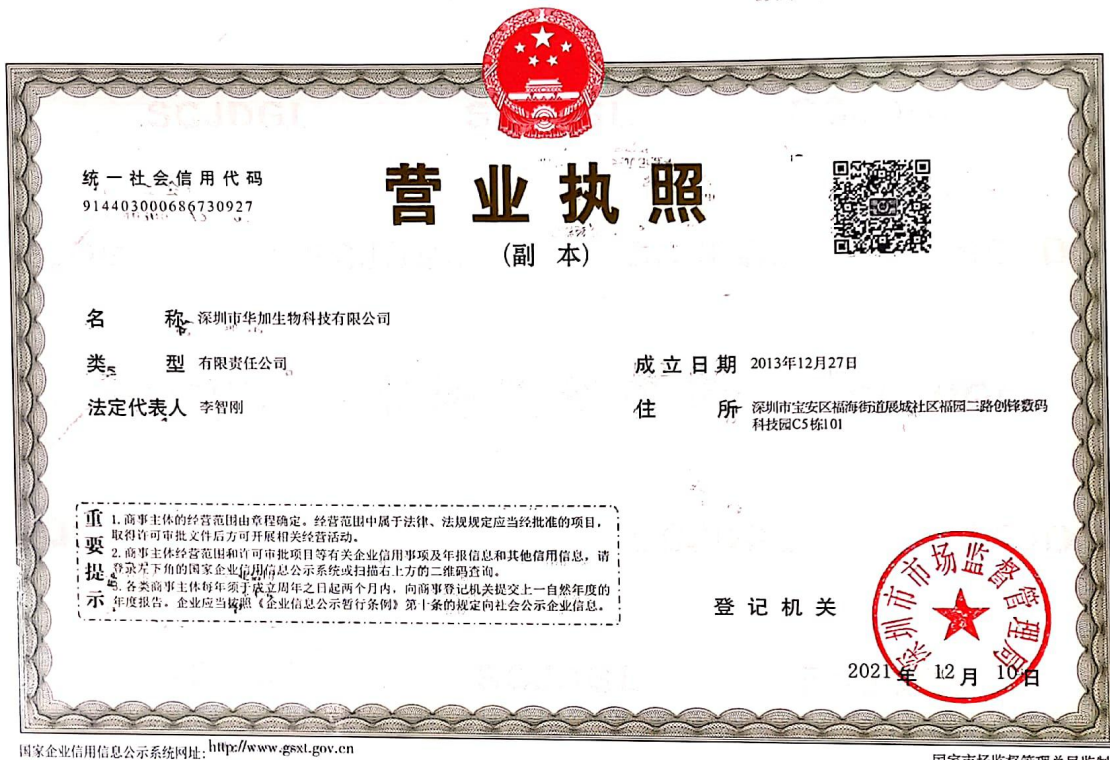 统一社会信用代码
914403000686730927
营业执照
(副 本)
名 称 深圳市华加生物科技有限公司
类 型 有限责任公司
法定代表人 李智刚
成立日期 2013年12月27日
住 所 深圳市宝安区福海街道展城社区福园二路创锋数码
科技园C5栋101
重要提示
1. 商事主体的经营范围由章程确定。经营范围中属于法律、法规规定应当经批准的项目，
取得许可审批文件后方可开展相关经营活动。
2. 商事主体经营范围和许可审批项目等有关企业信用事项及年报信息和其他信用信息，请
登录左下角的国家企业信用信息公示系统或扫描右上方的二维码查询。
3. 各类商事主体每年须于成立周年之日起两个月内，向商事登记机关提交上一自然年度的
年度报告。企业应当按照《企业信息公示暂行条例》第十条的规定向社会公示企业信息。
登记机关
深圳市市场监督管理局
2021年 12月 10日
国家企业信用信息公示系统网址: http://www.gsxt.gov.cn
国家市场监督管理总局监制